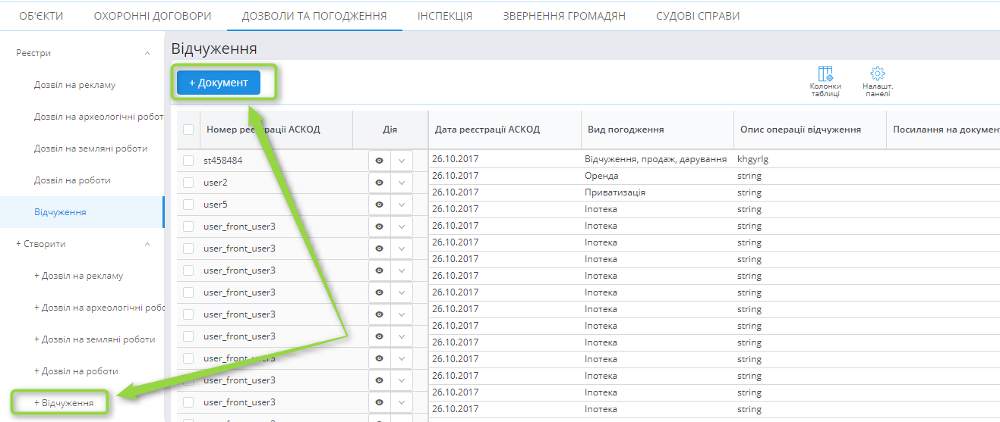 ОБ'ЄКТИ ОХОРОННІ ДОГОВОРИ ДОЗВОЛИ ТА ПОГОДЖЕННЯ ІНСПЕКЦІЯ ЗВЕРНЕННЯ ГРОМАДЯН СУДОВІ СПРАВИ
Реєстри
Дозвіл на рекламу
Дозвіл на археологічні робот
Дозвіл на земляні роботи
Дозвіл на роботи
Відчуження
+ Створити
+ Дозвіл на рекламу
+ Дозвіл на археологічні робо
+ Дозвіл на земляні роботи
+ Дозвіл на роботи
+ Відчуження
Відчуження
+ Документ
Колонки
таблиці
Налашт.
панелі
Номер реєстрації АСКОД Дія Дата реєстрації АСКОД Вид погодження Опис операції відчуження Посилання на документ
st458484 26.10.2017 Відчуження, продаж, дарування khgyrlg
user2 26.10.2017 Оренда string
user5 26.10.2017 Приватизація string
user_front_user3 26.10.2017 Іпотека string
user_front_user3 26.10.2017 Іпотека string
user_front_user3 26.10.2017 Іпотека string
user_front_user3 26.10.2017 Іпотека string
user_front_user3 26.10.2017 Іпотека string
user_front_user3 26.10.2017 Іпотека string
user_front_user3 26.10.2017 Іпотека string
user_front_user3 26.10.2017 Іпотека string
user_front_user3 26.10.2017 Іпотека string
26.10.2017 Іпотека string
26.10.2017 Іпотека string
26.10.2017 Іпотека string
26.10.2017 Іпотека string